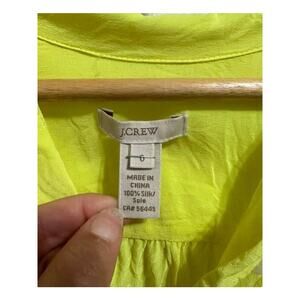 J.CREW
6
MADE IN
CHINA
100% Silk/
Soie
CA# 56445